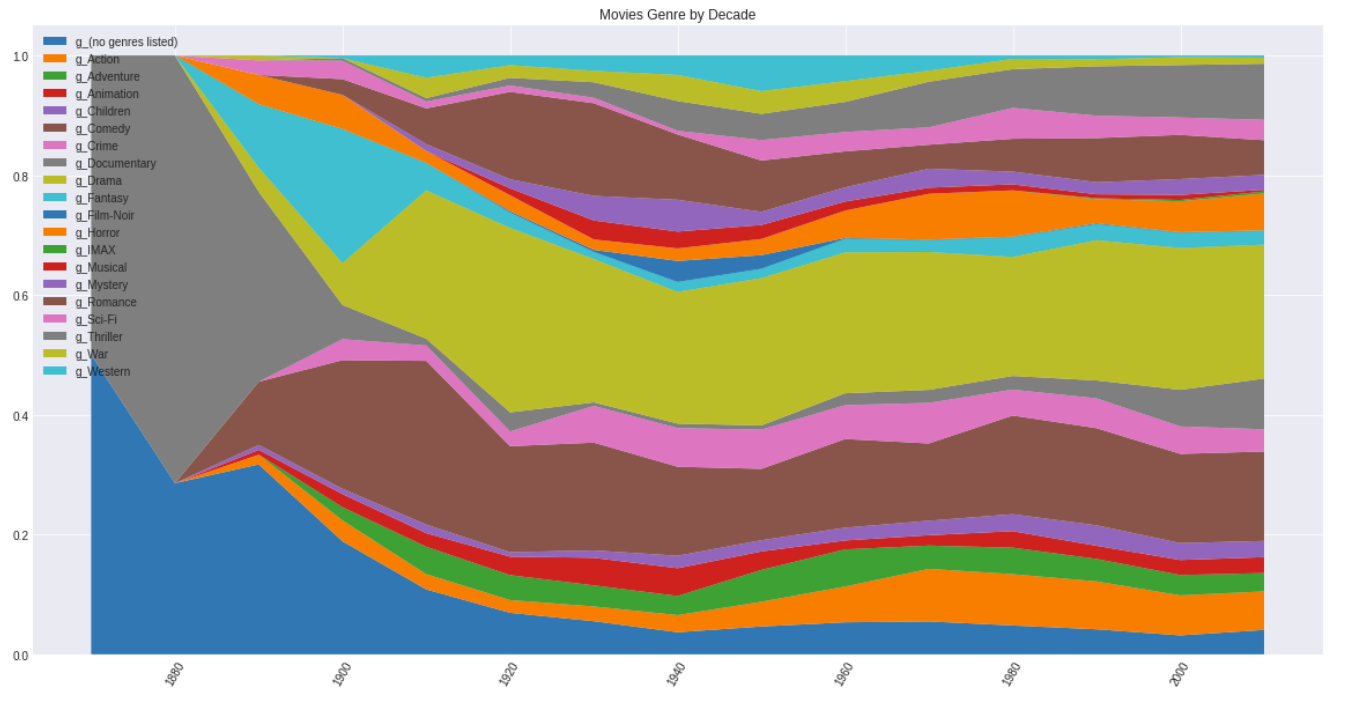 Movies Genre by Decade
g_(no genres listed)
g_Action
g_Adventure
g_Animation
g_Children
g_Comedy
g_Crime
g_Documentary
g_Drama
g_Fantasy
g_Film-Noir
g_Horror
g_IMAX
g_Musical
g_Mystery
g_Romance
g_Sci-Fi
g_Thriller
g_War
g_Western
1.0
0.8
0.6
0.4
0.2
0.0
1880
1900
1920
1940
1960
1980
2000